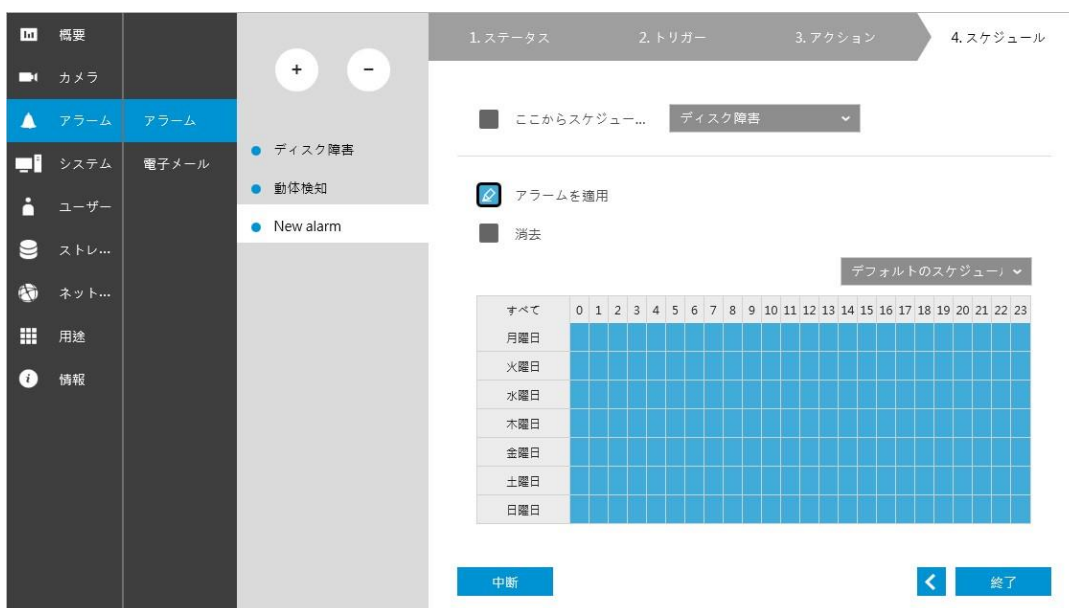 概要
カメラ
アラーム
システム
ユーザー
ストレ...
ネット...
用途
情報
アラーム
電子メール
+ −
ディスク障害
動体検知
New alarm
1. ステータス 2. トリガー 3. アクション 4. スケジュール
ここからスケジュー... ディスク障害
アラームを適用
消去
デフォルトのスケジュー
すべて 0 1 2 3 4 5 6 7 8 9 10 11 12 13 14 15 16 17 18 19 20 21 22 23
月曜日
火曜日
水曜日
木曜日
金曜日
土曜日
日曜日
中断 終了